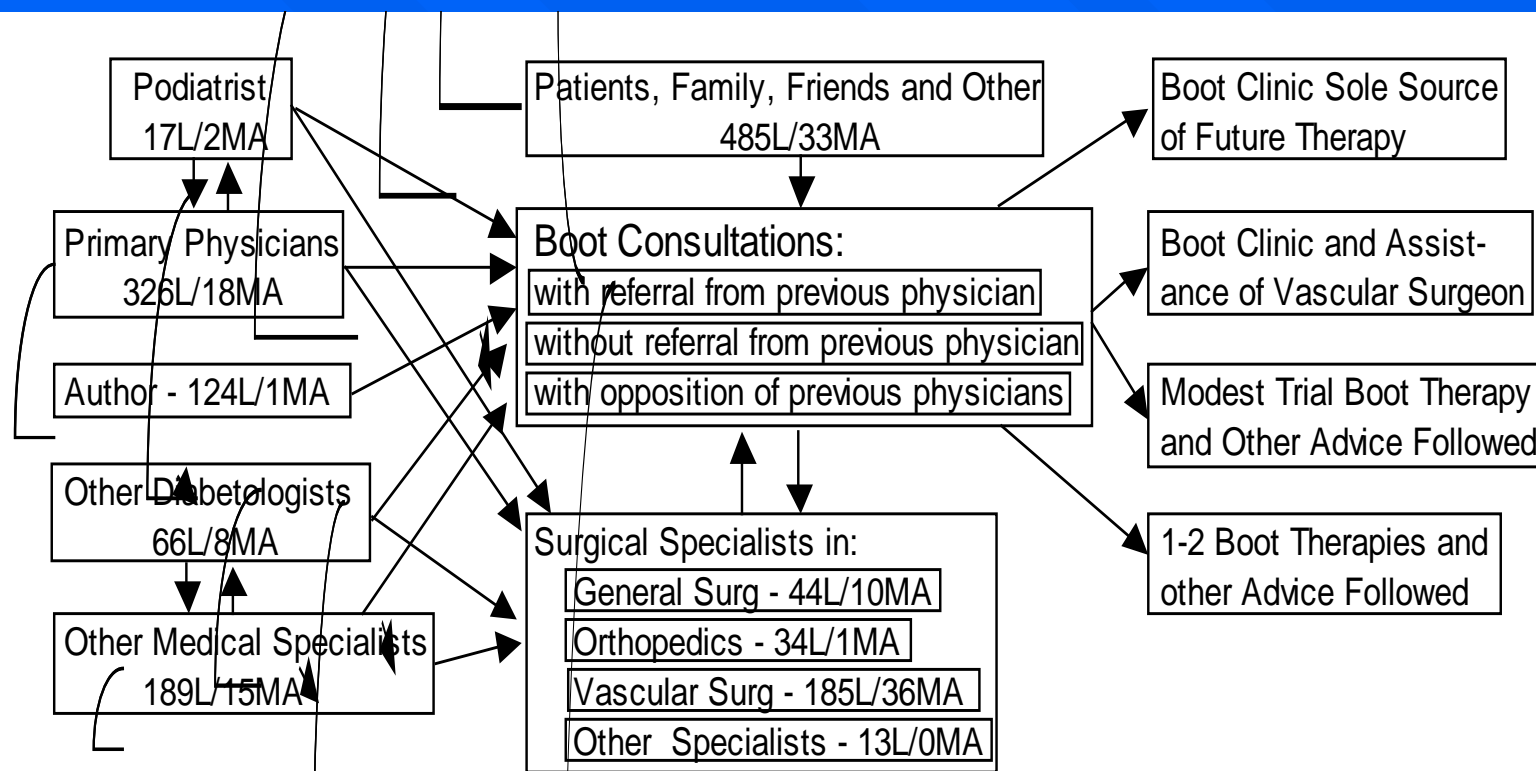 Podiatrist
17L/2MA
Primary Physicians
326L/18MA
Author - 124L/1MA
Other Diabetologists
66L/8MA
Other Medical Specialists
189L/15MA
Patients, Family, Friends and Other
485L/33MA
Boot Consultations:
with referral from previous physician
without referral from previous physician
with opposition of previous physicians
Surgical Specialists in:
General Surg - 44L/10MA
Orthopedics - 34L/1MA
Vascular Surg - 185L/36MA
Other Specialists - 13L/0MA
Boot Clinic Sole Source
of Future Therapy
Boot Clinic and Assist-
ance of Vascular Surgeon
Modest Trial Boot Therapy
and Other Advice Followed
1-2 Boot Therapies and
other Advice Followed